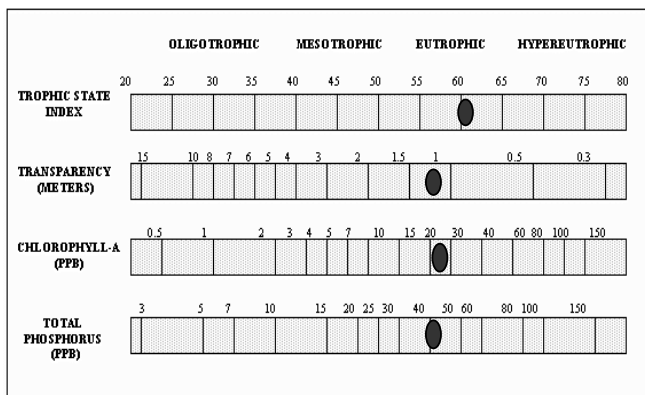 OLIGOTROPHIC MESOTROPHIC EUTROPHIC HYPEREUTROPHIC
20 25 30 35 40 45 50 55 60 65 70 75 80
TROPHIC STATE
INDEX
15 10 8 7 6 5 4 3 2 1.5 1 0.5 0.3
TRANSPARENCY
(METERS)
0.5 1 2 3 4 5 7 10 15 20 30 40 60 80 100 150
CHLOROPHYLL-A
(PPB)
3 5 7 10 15 20 25 30 40 50 60 80 100 150
TOTAL
PHOSPHORUS
(PPB)